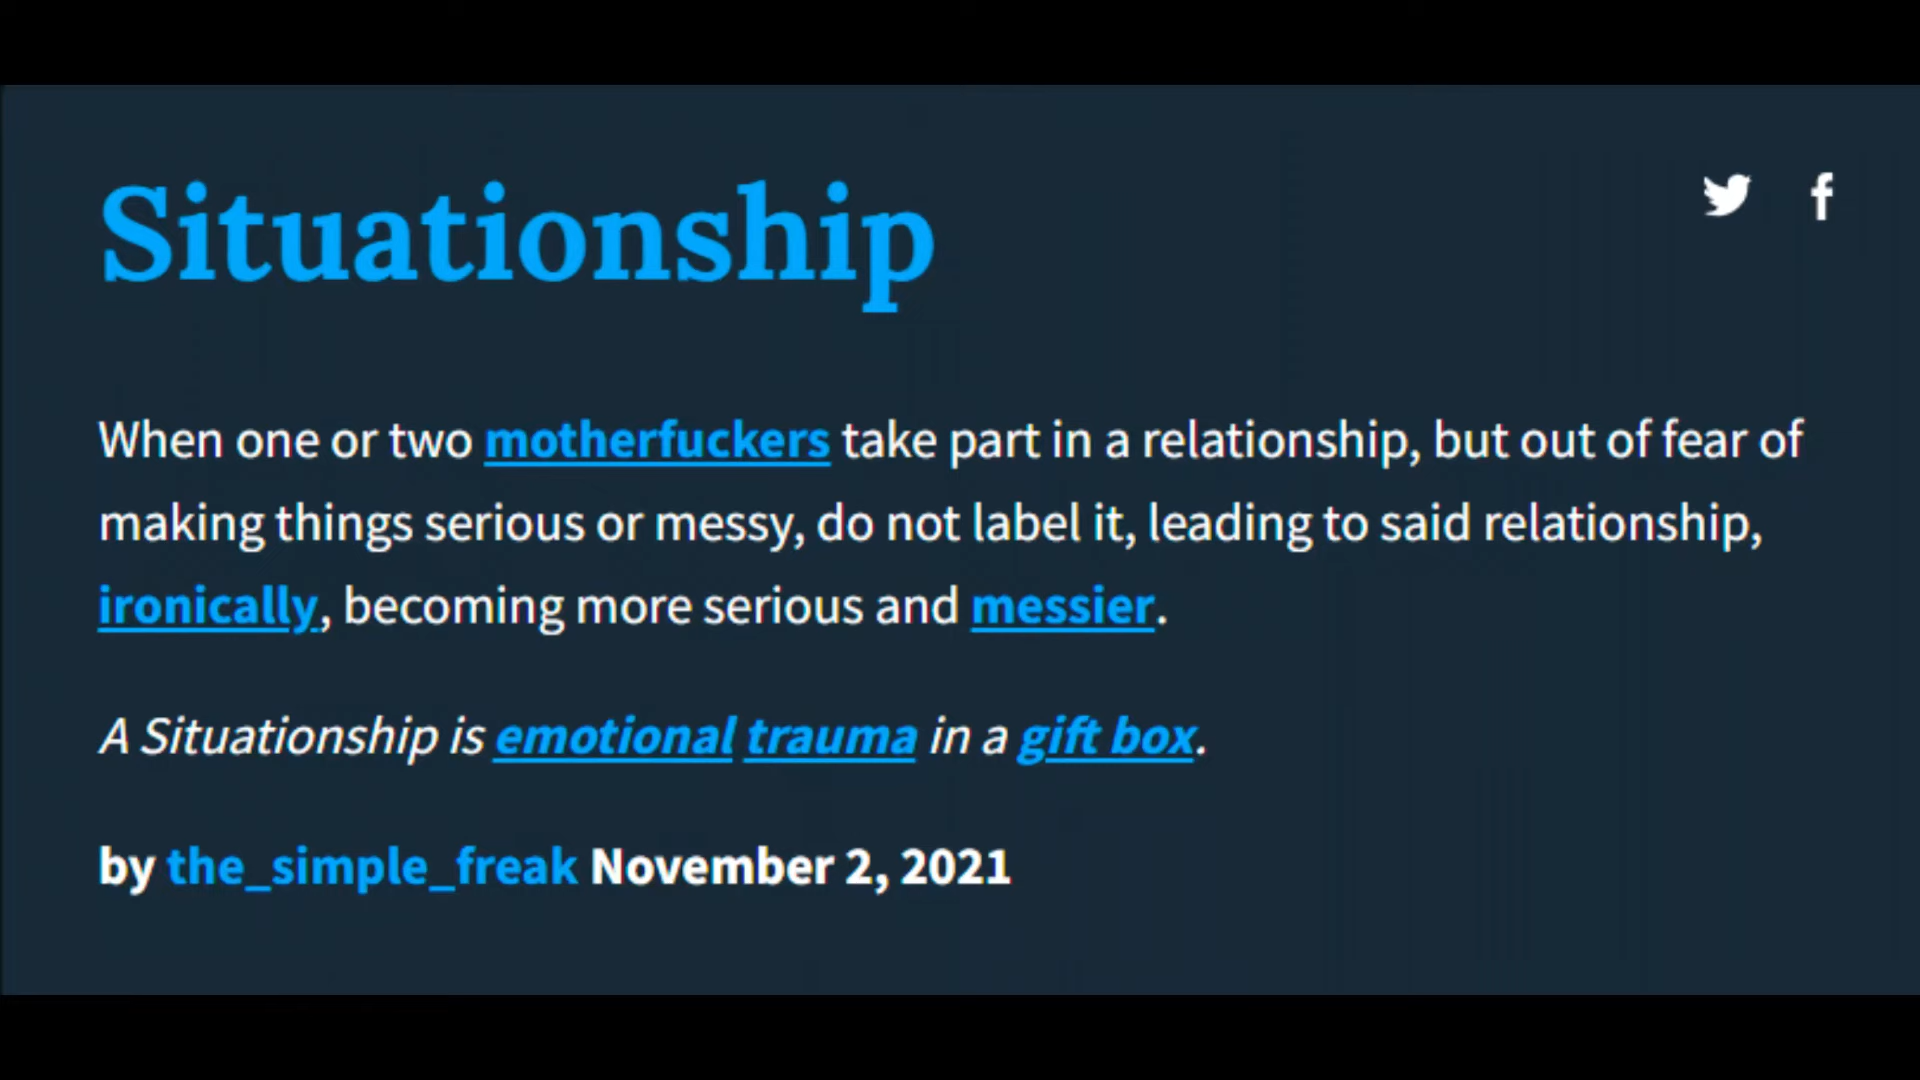 Situationship
When one or two motherfuckers take part in a relationship, but out of fear of
making things serious or messy, do not label it, leading to said relationship,
ironically, becoming more serious and messier.
A Situationship is emotional trauma in a gift box.
by the_simple_freak November 2, 2021